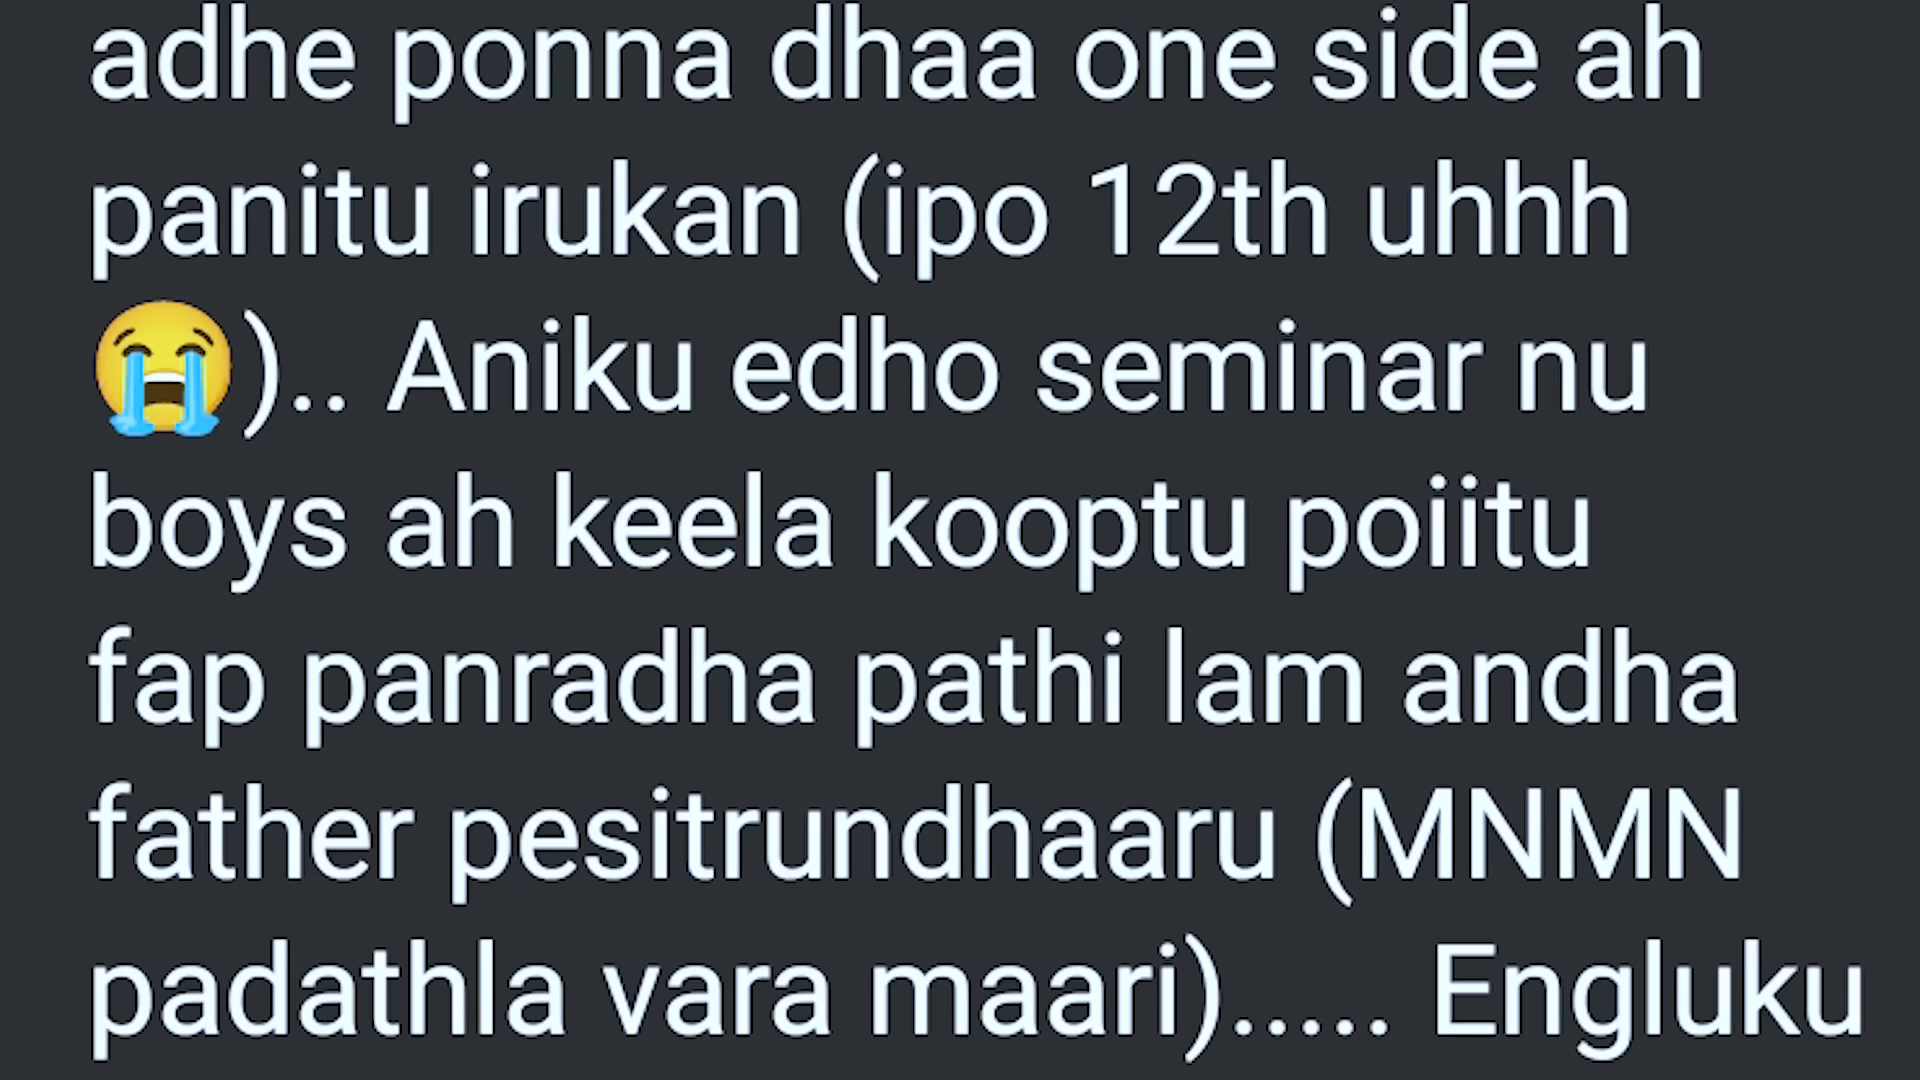 adhe ponna dhaa one side ah
panitu irukan (ipo 12th uhhh
😭).. Aniku edho seminar nu
boys ah keela kooptu poiitu
fap panradha pathi lam andha
father pesitrundhaaru (MNMN
padathla vara maari)..... Engluku